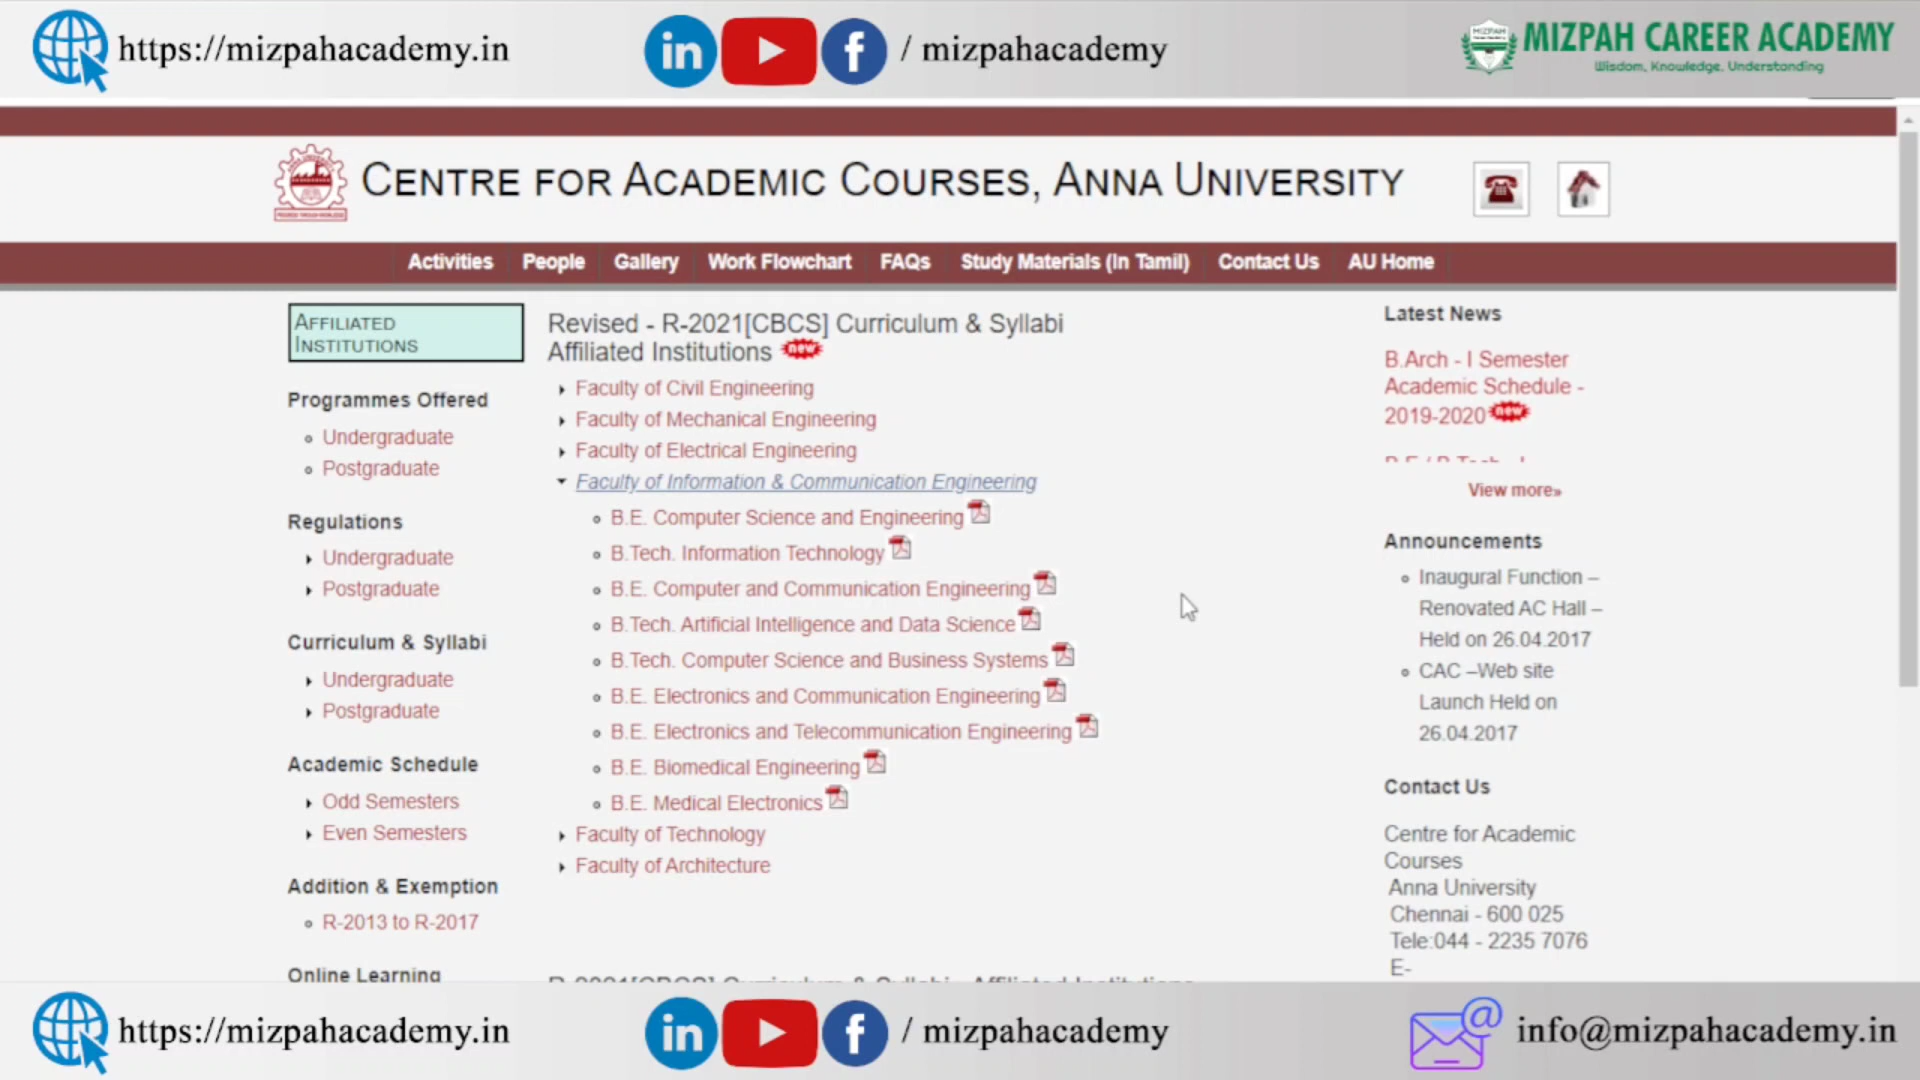 https://mizpahacademy.in
/ mizpahacademy
MIZPAH CAREER ACADEMY
Wisdom, Knowledge, Understanding
CENTRE FOR ACADEMIC COURSES, ANNA UNIVERSITY
Activities People Gallery Work Flowchart FAQs Study Materials (In Tamil) Contact Us AU Home
AFFILIATED
INSTITUTIONS
Programmes Offered
Undergraduate
Postgraduate
Regulations
Undergraduate
Postgraduate
Curriculum & Syllabi
Undergraduate
Postgraduate
Academic Schedule
Odd Semesters
Even Semesters
Addition & Exemption
R-2013 to R-2017
Online Learning
Revised - R-2021[CBCS] Curriculum & Syllabi
Affiliated Institutions new
Faculty of Civil Engineering
Faculty of Mechanical Engineering
Faculty of Electrical Engineering
Faculty of Information & Communication Engineering
B.E. Computer Science and Engineering
B.Tech. Information Technology
B.E. Computer and Communication Engineering
B.Tech. Artificial Intelligence and Data Science
B.Tech. Computer Science and Business Systems
B.E. Electronics and Communication Engineering
B.E. Electronics and Telecommunication Engineering
B.E. Biomedical Engineering
B.E. Medical Electronics
Faculty of Technology
Faculty of Architecture
R-2021[CBCS] Curriculum & Syllabi - Affiliated Institutions
Latest News
B.Arch - I Semester
Academic Schedule -
2019-2020 new
View more»
Announcements
Inaugural Function –
Renovated AC Hall –
Held on 26.04.2017
CAC –Web site
Launch Held on
26.04.2017
Contact Us
Centre for Academic
Courses
Anna University
Chennai - 600 025
Tele:044 - 2235 7076
E-
https://mizpahacademy.in
/ mizpahacademy
info@mizpahacademy.in